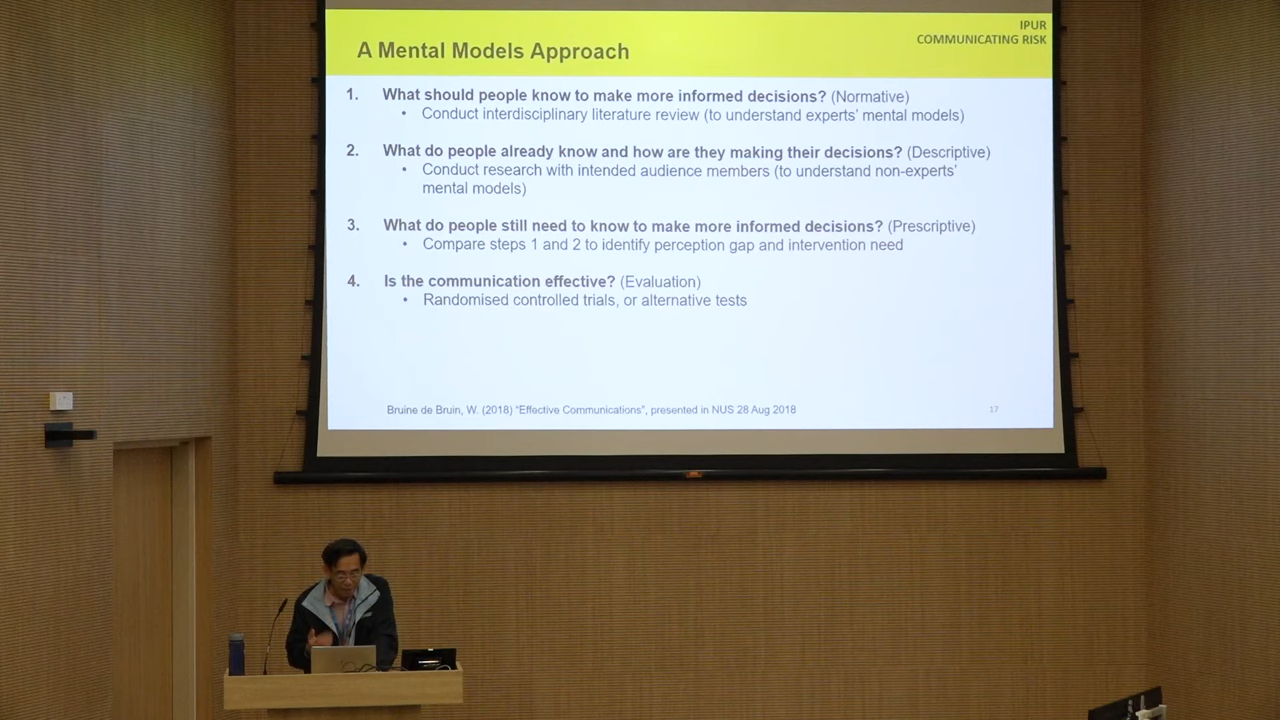 IPUR
COMMUNICATING RISK
A Mental Models Approach
1. What should people know to make more informed decisions? (Normative)
• Conduct interdisciplinary literature review (to understand experts' mental models)
2. What do people already know and how are they making their decisions? (Descriptive)
• Conduct research with intended audience members (to understand non-experts'
mental models)
3. What do people still need to know to make more informed decisions? (Prescriptive)
• Compare steps 1 and 2 to identify perception gap and intervention need
4. Is the communication effective? (Evaluation)
• Randomised controlled trials, or alternative tests
Bruine de Bruin, W. (2018) "Effective Communications", presented in NUS 28 Aug 2018
17